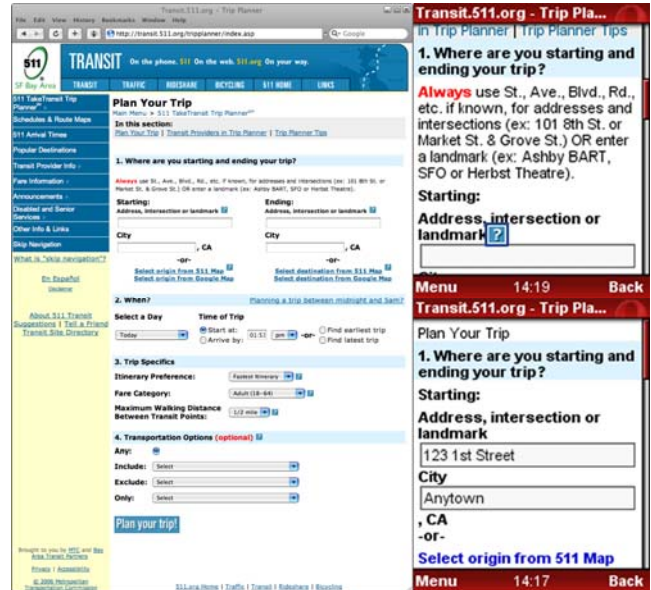 Transit.511.org - Trip Planner
File Edit View History Bookmarks Window Help
http://transit.511.org/tripplanner/index.asp
Google
511
SF Bay Area
TRANSIT On the phone. 511 On the web. 511.org On your way.
TRANSIT TRAFFIC RIDESHARE BICYCLING 511 HOME LINKS
511 TakeTransit Trip
Planner
Schedules & Route Maps
511 Arrival Times
Popular Destinations
Transit Provider Info
Fare Information
Announcements
Disabled and Senior
Services
Other Info & Links
Skip Navigation
What is "skip navigation"?
En Español
Disclaimer
About 511 Transit
Suggestions | Tell a Friend
Transit Site Directory
Brought to you by MTC and Bay
Area Transit Partners
Privacy | Accessibility
© 2006 Metropolitan
Transportation Commission
Plan Your Trip
Main Menu > 511 TakeTransit Trip Planner
In this section:
Plan Your Trip | Transit Providers in Trip Planner | Trip Planner Tips
1. Where are you starting and ending your trip?
Always use St., Ave., Blvd., Rd., etc. if known, for addresses and intersections (ex: 101 8th St. or
Market St. & Grove St.) OR enter a landmark (ex: Ashby BART, SFO or Herbst Theatre).
Starting: Ending:
Address, intersection or landmark ? Address, intersection or landmark ?
City City
, CA , CA
-or- -or-
Select origin from 511 Map ? Select destination from 511 Map ?
Select origin from Google Map Select destination from Google Map
2. When? Planning a trip between midnight and 5am?
Select a Day Time of Trip
Today Start at: 01:53 pm -or- Find earliest trip
Arrive by: Find latest trip
3. Trip Specifics
Itinerary Preference: Fastest Itinerary ?
Fare Category: Adult (18-64) ?
Maximum Walking Distance
Between Transit Points: 1/2 mile ?
4. Transportation Options (optional) ?
Any:
Include: Select
Exclude: Select
Only: Select
Plan your trip!
511.org Home | Traffic | Transit | Rideshare | Bicycling
Transit.511.org - Trip Pla...
in Trip Planner | Trip Planner Tips
1. Where are you starting and
ending your trip?
Always use St., Ave., Blvd., Rd.,
etc. if known, for addresses and
intersections (ex: 101 8th St. or
Market St. & Grove St.) OR enter
a landmark (ex: Ashby BART,
SFO or Herbst Theatre).
Starting:
Address, intersection or
landmark ?
Menu 14:19 Back
Transit.511.org - Trip Pla...
Plan Your Trip
1. Where are you starting and
ending your trip?
Starting:
Address, intersection or
landmark
123 1st Street
City
Anytown
, CA
-or-
Select origin from 511 Map
Menu 14:17 Back